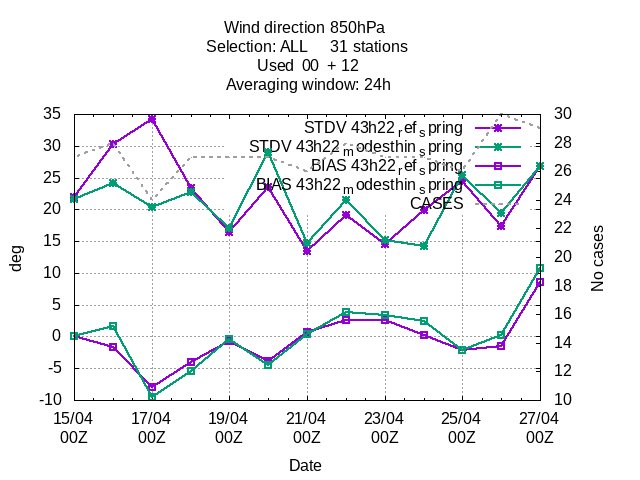 Wind direction 850hPa
Selection: ALL 31 stations
Used 00 + 12
Averaging window: 24h
35 30
STDV 43h22_ref_spring
30 28
STDV 43h22_modesthin_spring
BIAS 43h22_ref_spring
25 26
BIAS 43h22_modesthin_spring
CASES
20 24
15 22
10 20
5 18
0 16
-5 14
-10 12
10
deg
No cases
15/04 17/04 19/04 21/04 23/04 25/04 27/04
00Z 00Z 00Z 00Z 00Z 00Z 00Z
Date